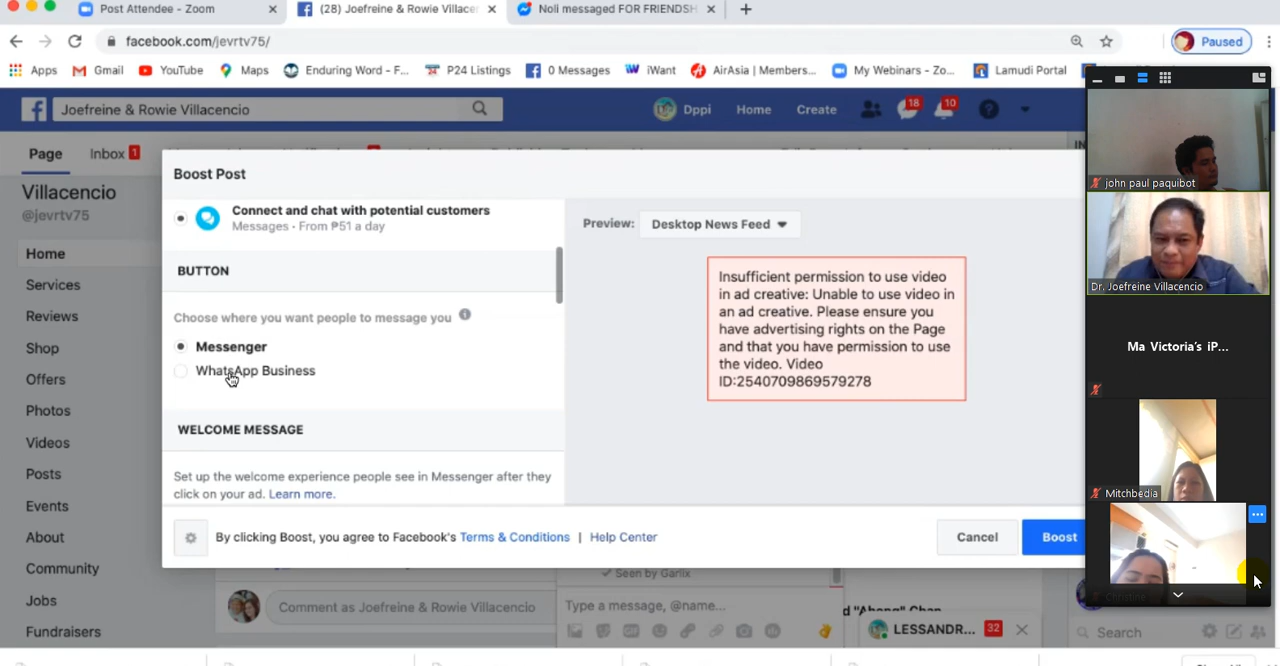 Post Attendee - Zoom
(28) Joefreine & Rowie Villacen
Noli messaged FOR FRIENDSH
facebook.com/jevrtv75/
Paused
Apps
Gmail
YouTube
Maps
Enduring Word - F...
P24 Listings
0 Messages
iWant
AirAsia | Members...
My Webinars - Zo...
Lamudi Portal
Joefreine & Rowie Villacencio
Dppi
Home
Create
18
10
Page
Inbox
1
Villacencio
@jevrtv75
Home
Services
Reviews
Shop
Offers
Photos
Videos
Posts
Events
About
Community
Jobs
Fundraisers
Boost Post
Connect and chat with potential customers
Messages · From ₱51 a day
BUTTON
Choose where you want people to message you
Messenger
WhatsApp Business
WELCOME MESSAGE
Set up the welcome experience people see in Messenger after they
click on your ad. Learn more.
Preview:
Desktop News Feed
Insufficient permission to use video
in ad creative: Unable to use video in
an ad creative. Please ensure you
have advertising rights on the Page
and that you have permission to use
the video. Video
ID:2540709869579278
By clicking Boost, you agree to Facebook's Terms & Conditions | Help Center
Cancel
Boost
Seen by Garlix
Comment as Joefreine & Rowie Villacencio
Type a message, @name...
d "Abang" Chan
LESSANDR...
32
Search
john paul paquibot
Dr. Joefreine Villacencio
Ma Victoria's iP...
Mitchbedia
Christine